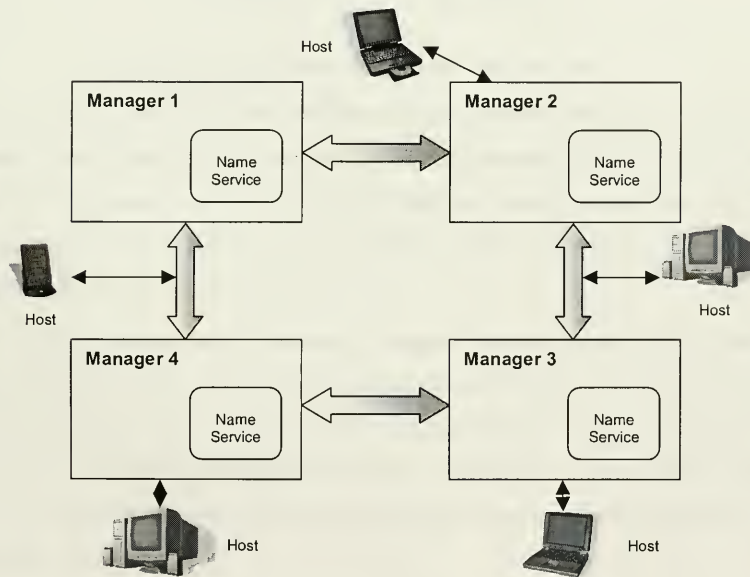 Host
Manager 1
Manager 2
Name
Service
Name
Service
Host
Host
Manager 4
Manager 3
Name
Service
Name
Service
Host
Host